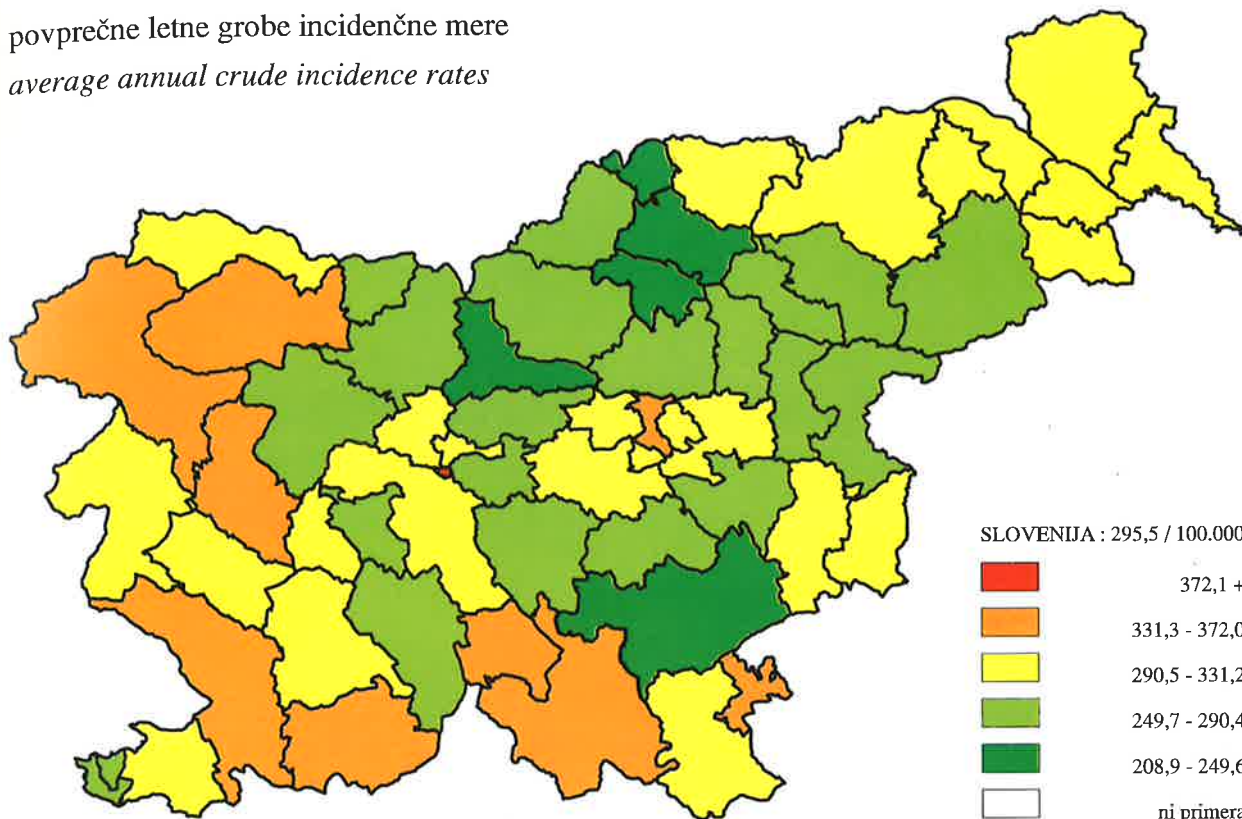 povprečne letne grobe incidenčne mere
average annual crude incidence rates
SLOVENIJA : 295,5 / 100.000
372,1 +
331,3 - 372,0
290,5 - 331,2
249,7 - 290,4
208,9 - 249,6
ni primera